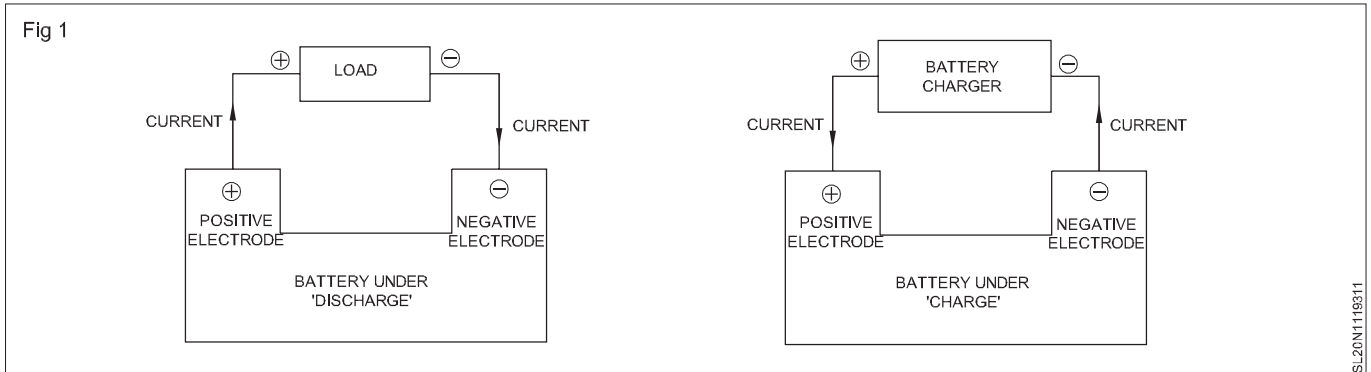 Fig 1
⊕
LOAD
⊖
CURRENT
CURRENT
⊕
POSITIVE
ELECTRODE
⊖
NEGATIVE
ELECTRODE
BATTERY UNDER
'DISCHARGE'
⊕
BATTERY
CHARGER
⊖
CURRENT
CURRENT
⊕
POSITIVE
ELECTRODE
⊖
NEGATIVE
ELECTRODE
BATTERY UNDER
'CHARGE'
SL20N1119311